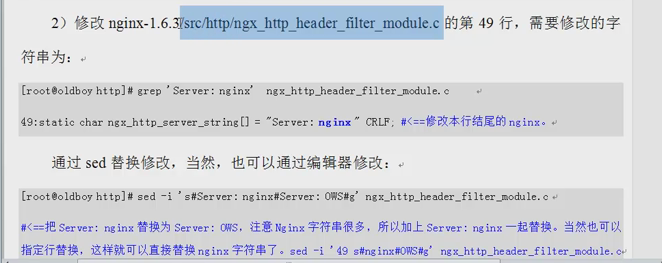 2）修改 nginx-1.6.3/src/http/ngx_http_header_filter_module.c 的第 49 行，需要修改的字
符串为：
[root@oldboy http]# grep 'Server: nginx' ngx_http_header_filter_module.c
49:static char ngx_http_server_string[] = "Server: nginx" CRLF; #<==修改本行结尾的 nginx。
通过 sed 替换修改，当然，也可以通过编辑器修改：
[root@oldboy http]# sed -i 's#Server: nginx#Server: OWS#g' ngx_http_header_filter_module.c
#<==把 Server: nginx 替换为 Server: OWS，注意 Nginx 字符串很多，所以加上 Server: nginx 一起替换。当然也可以
指定行替换，这样就可以直接替换 nginx 字符串了。sed -i '49 s#nginx#OWS#g' ngx_http_header_filter_module.c